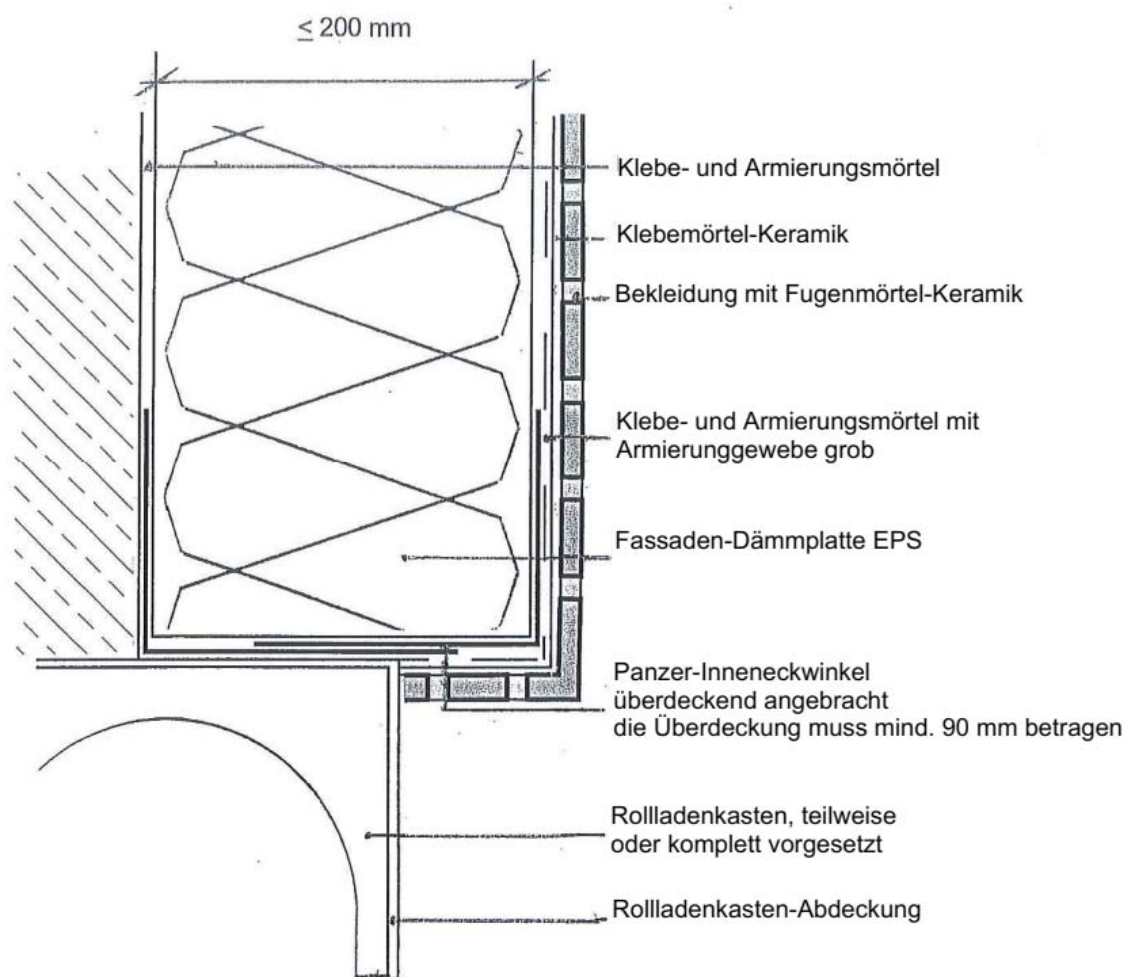 ≤ 200 mm
Klebe- und Armierungsmörtel
Klebemörtel-Keramik
Bekleidung mit Fugenmörtel-Keramik
Klebe- und Armierungsmörtel mit
Armierunggewebe grob
Fassaden-Dämmplatte EPS
Panzer-Inneneckwinkel
überdeckend angebracht
die Überdeckung muss mind. 90 mm betragen
Rollladenkasten, teilweise
oder komplett vorgesetzt
Rollladenkasten-Abdeckung